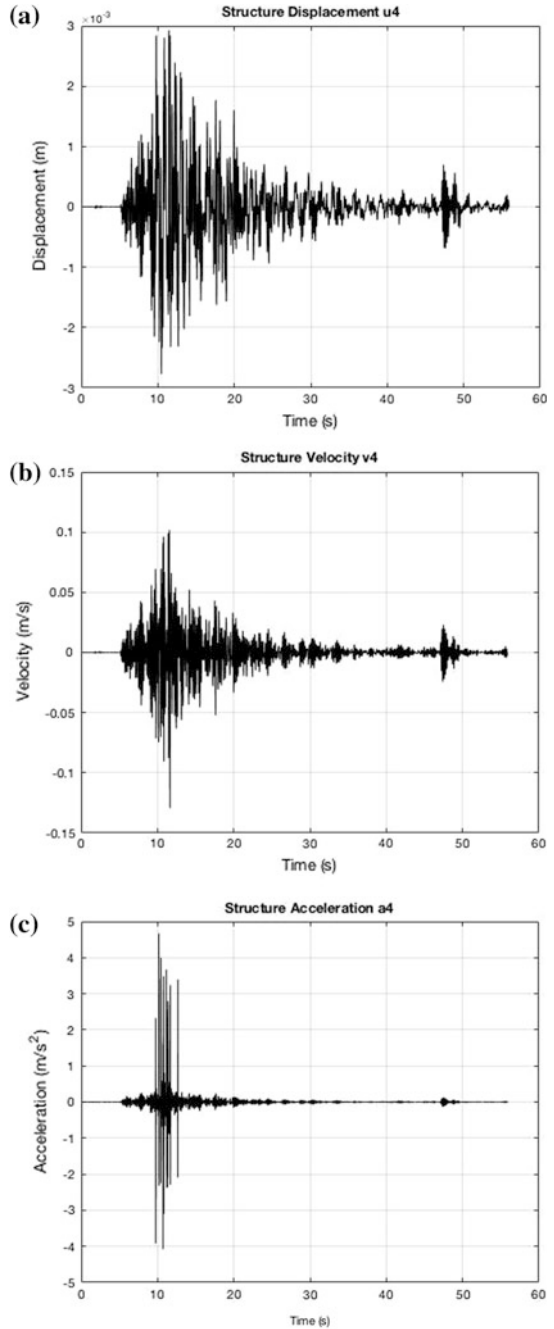 (a)
Structure Displacement u4
×10⁻³
3
2
1
0
-1
-2
-3
Displacement (m)
0 10 20 30 40 50 60
Time (s)
(b)
Structure Velocity v4
0.15
0.1
0.05
0
-0.05
-0.1
-0.15
Velocity (m/s)
0 10 20 30 40 50 60
Time (s)
(c)
Structure Acceleration a4
5
4
3
2
1
0
-1
-2
-3
-4
-5
Acceleration (m/s²)
0 10 20 30 40 50 60
Time (s)